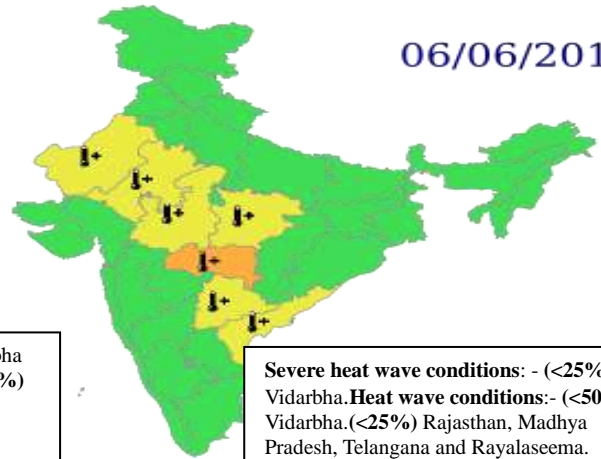 06/06/201
ha
%)
Severe heat wave conditions: - (<25%
Vidarbha.Heat wave conditions:- (<50
Vidarbha.(<25%) Rajasthan, Madhya
Pradesh, Telangana and Rayalaseema.